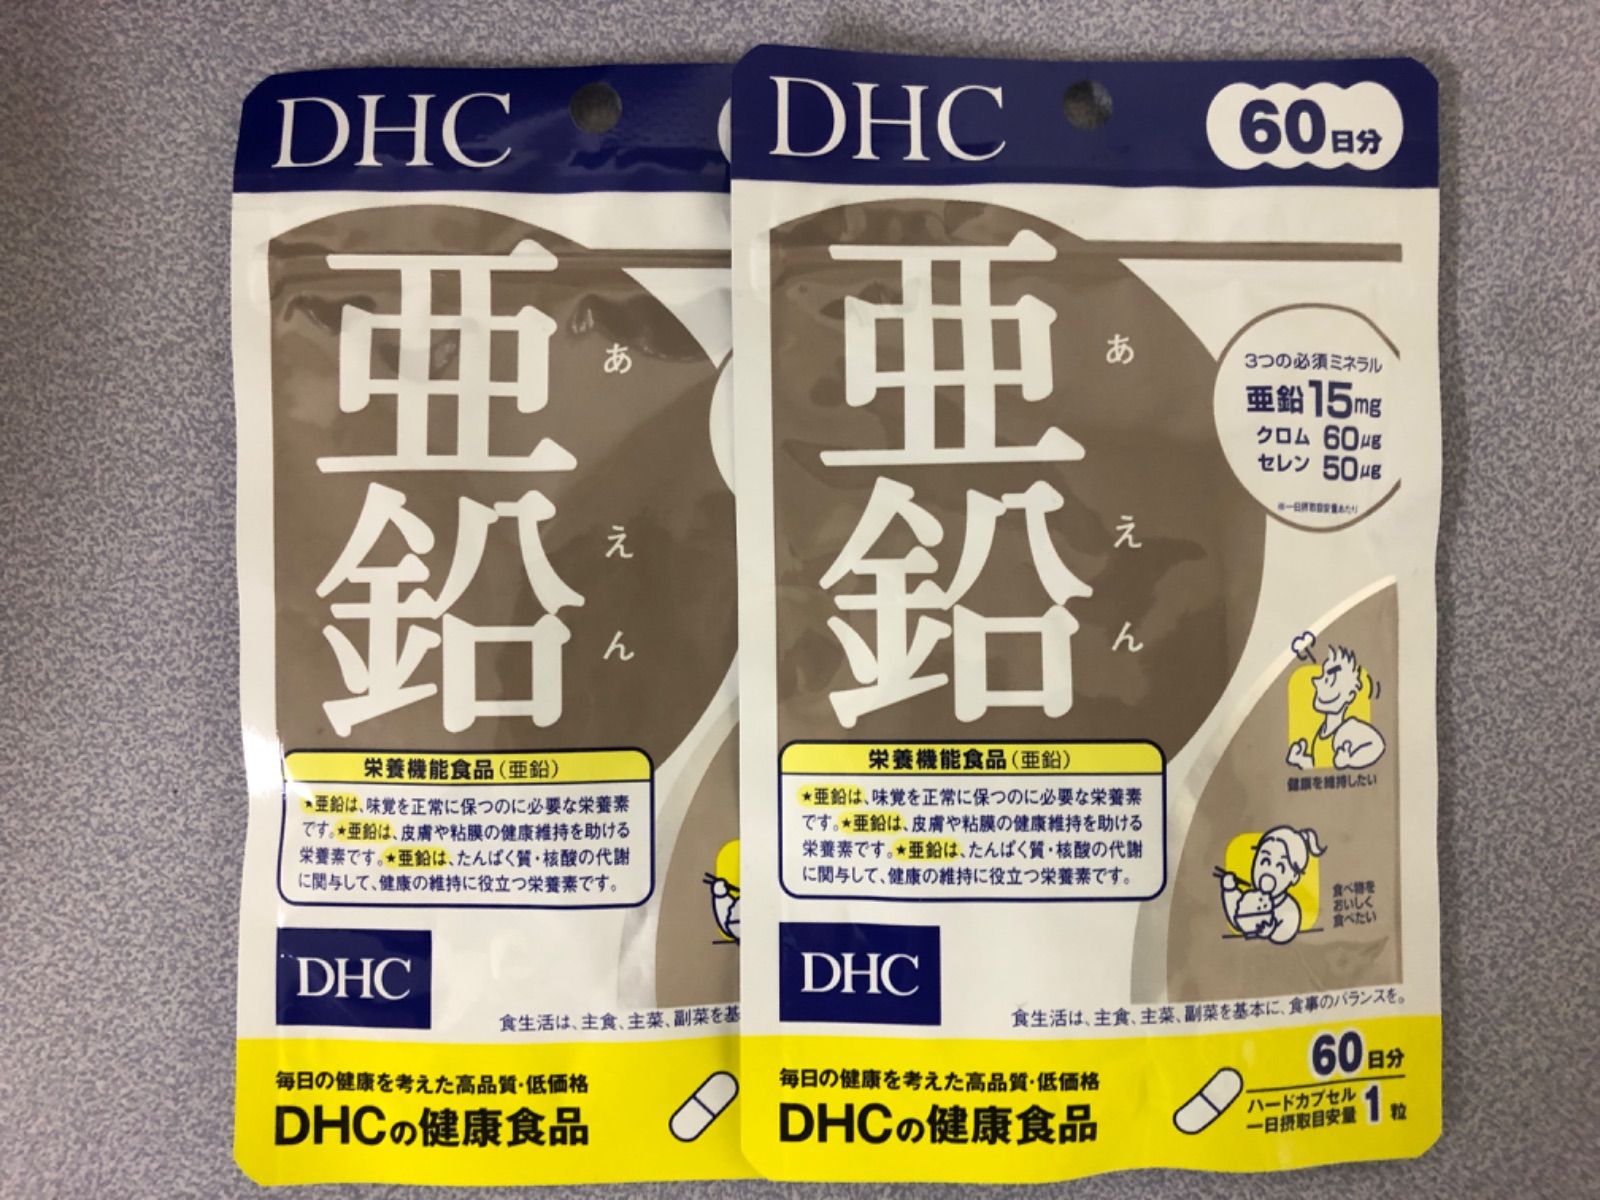 DHC
亜鉛
あえん
栄養機能食品(亜鉛)
★亜鉛は、味覚を正常に保つのに必要な栄養素
です。★亜鉛は、皮膚や粘膜の健康維持を助ける
栄養素です。★亜鉛は、たんぱく質・核酸の代謝
に関与して、健康の維持に役立つ栄養素です。
DHC
食生活は、主食、主菜、副菜を基
毎日の健康を考えた高品質・低価格
DHCの健康食品
DHC
60日分
亜鉛
あえん
3つの必須ミネラル
亜鉛15mg
クロム 60μg
セレン 50μg
※一日摂取目安量あたり
健康を維持したい
食べ物を
おいしく
食べたい
栄養機能食品(亜鉛)
★亜鉛は、味覚を正常に保つのに必要な栄養素
です。★亜鉛は、皮膚や粘膜の健康維持を助ける
栄養素です。★亜鉛は、たんぱく質・核酸の代謝
に関与して、健康の維持に役立つ栄養素です。
DHC
食生活は、主食、主菜、副菜を基本に、食事のバランスを。
毎日の健康を考えた高品質・低価格
DHCの健康食品
60日分
ハードカプセル
一日摂取目安量 1粒